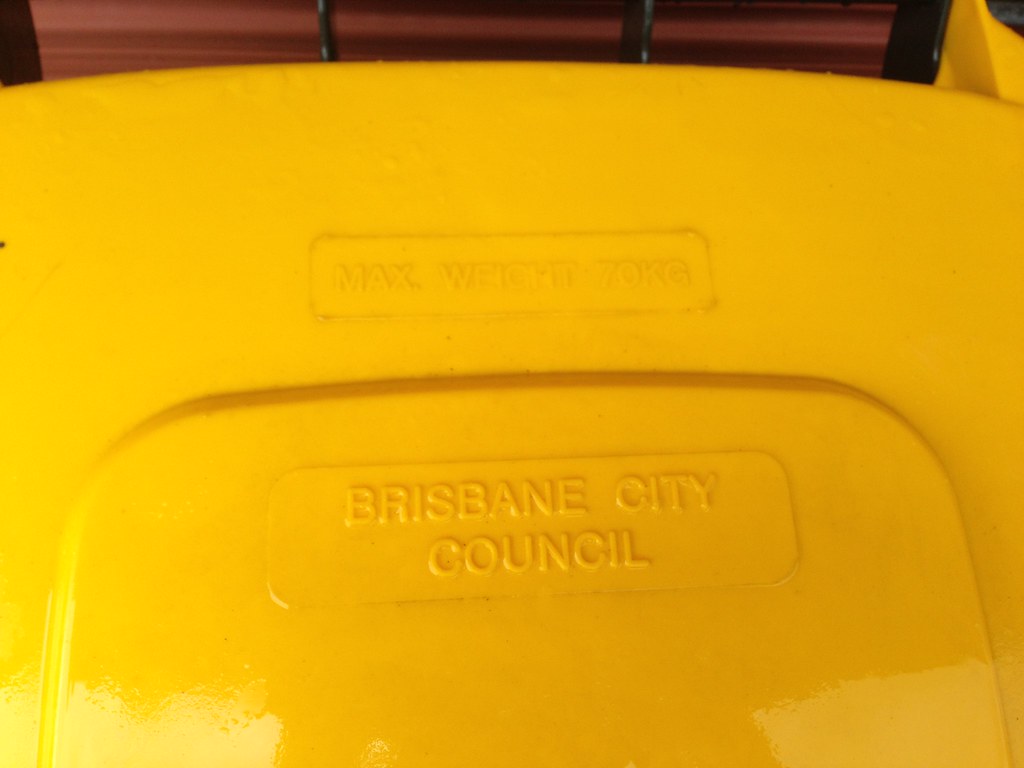 MAX. WEIGHT 70KG
BRISBANE CITY
COUNCIL